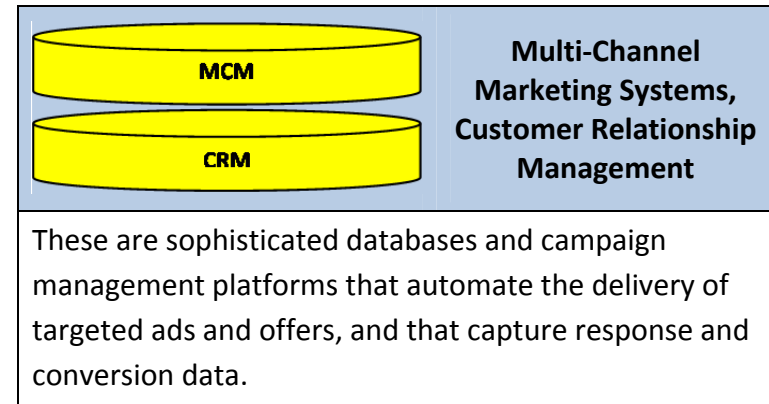 MCM
CRM
Multi-Channel
Marketing Systems,
Customer Relationship
Management
These are sophisticated databases and campaign
management platforms that automate the delivery of
targeted ads and offers, and that capture response and
conversion data.